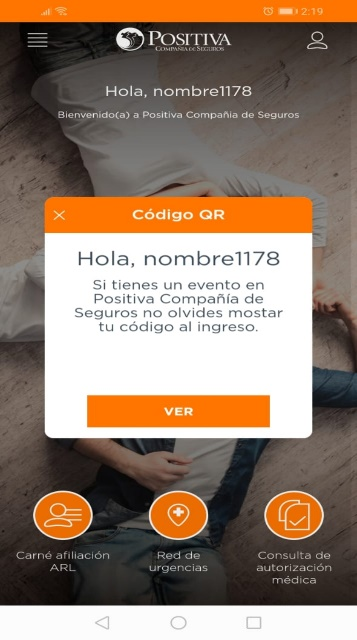 2:19
POSITIVA
COMPAÑIA DE SEGUROS
Hola, nombre1178
Bienvenido(a) a Positiva Compañia de Seguros
Código QR
Hola, nombre1178
Si tienes un evento en
Positiva Compañía de
Seguros no olvides mostar
tu código al ingreso.
VER
Carné afiliación
ARL
Red de
urgencias
Consulta de
autorización
médica